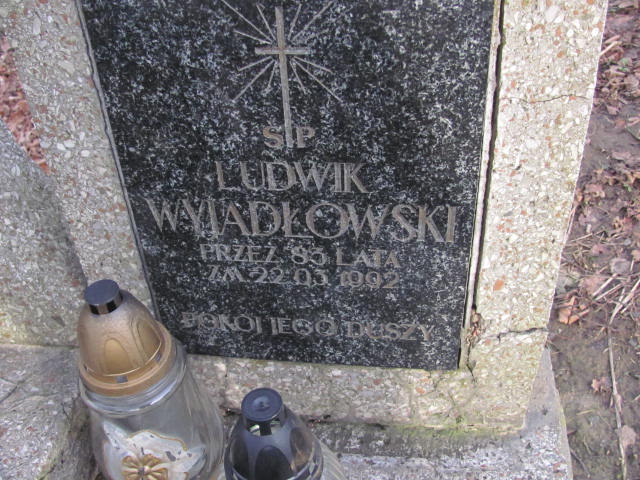 ŚP
LUDWIK
WYJADŁOWSKI
PRZEŻ. 85 LATA
ZM. 22.03.1992
POKÓJ JEGO DUSZY